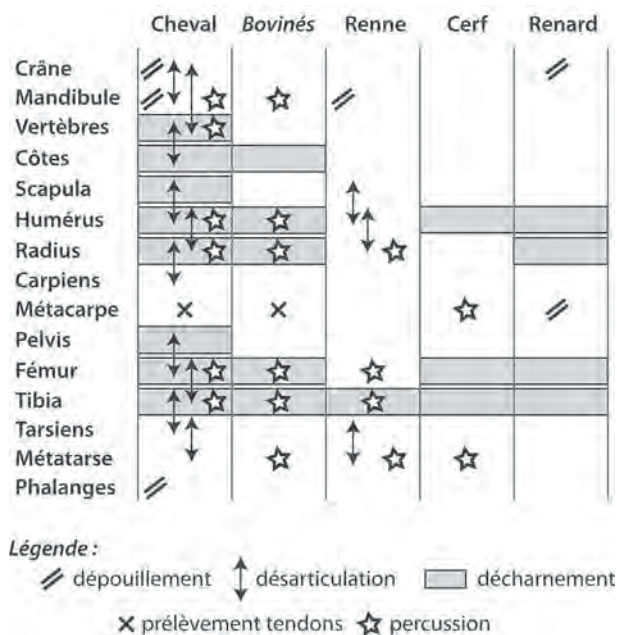 Cheval Bovinés Renne Cerf Renard
Crâne
Mandibule
Vertèbres
Côtes
Scapula
Humérus
Radius
Carpiens
Métacarpe
Pelvis
Fémur
Tibia
Tarsiens
Métatarse
Phalanges
Légende :
dépouillement désarticulation décharnement
prélèvement tendons percussion